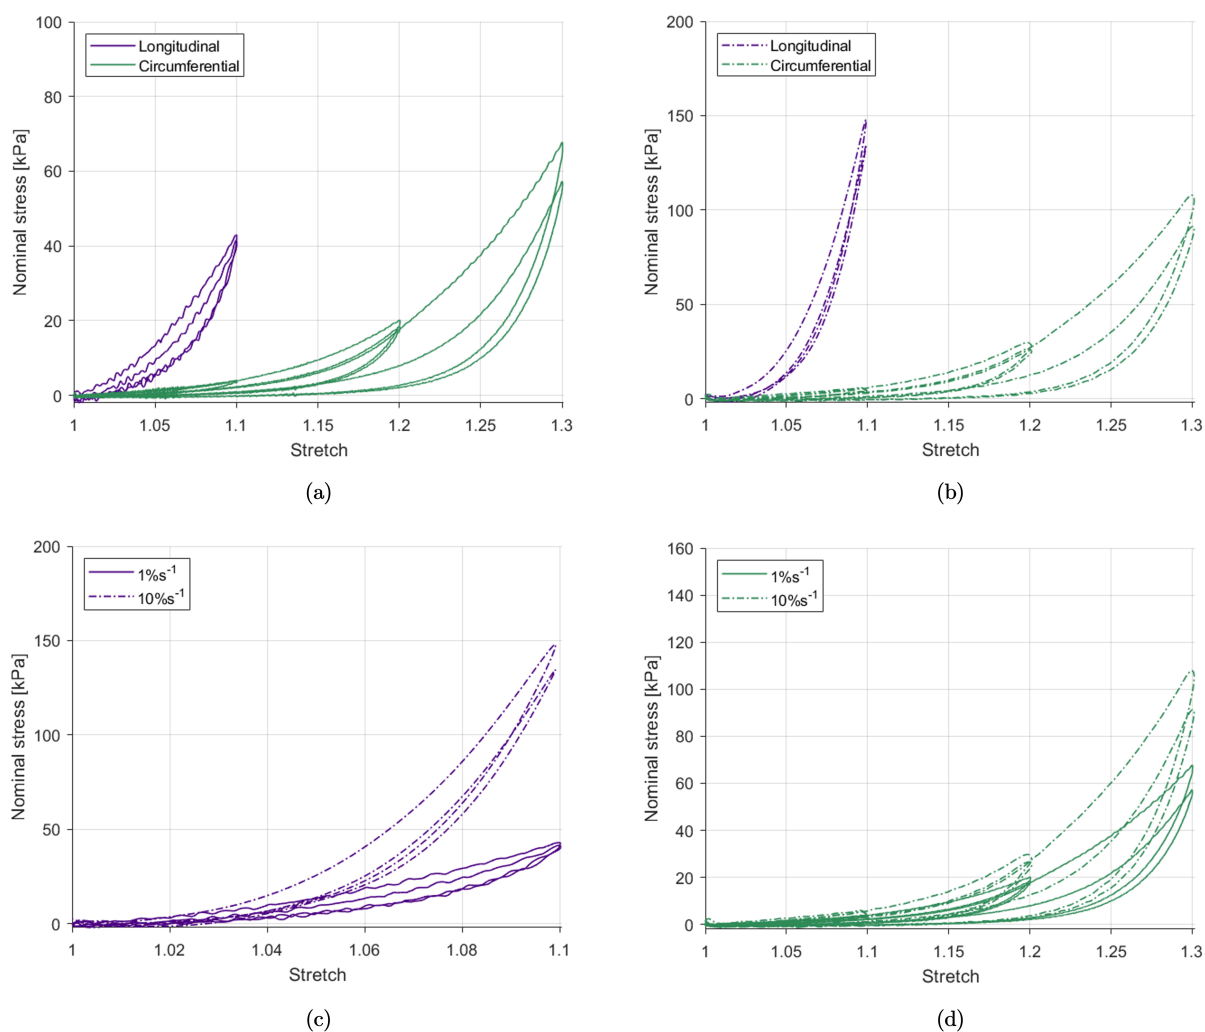 100
80
60
40
20
0
1
1.05
1.1
1.15
1.2
1.25
1.3
Nominal stress [kPa]
Stretch
Longitudinal
Circumferential
(a)
200
150
100
50
0
1
1.05
1.1
1.15
1.2
1.25
1.3
Nominal stress [kPa]
Stretch
Longitudinal
Circumferential
(b)
200
150
100
50
0
1
1.02
1.04
1.06
1.08
1.1
Nominal stress [kPa]
Stretch
1%s⁻¹
10%s⁻¹
(c)
160
140
120
100
80
60
40
20
0
1
1.05
1.1
1.15
1.2
1.25
1.3
Nominal stress [kPa]
Stretch
1%s⁻¹
10%s⁻¹
(d)